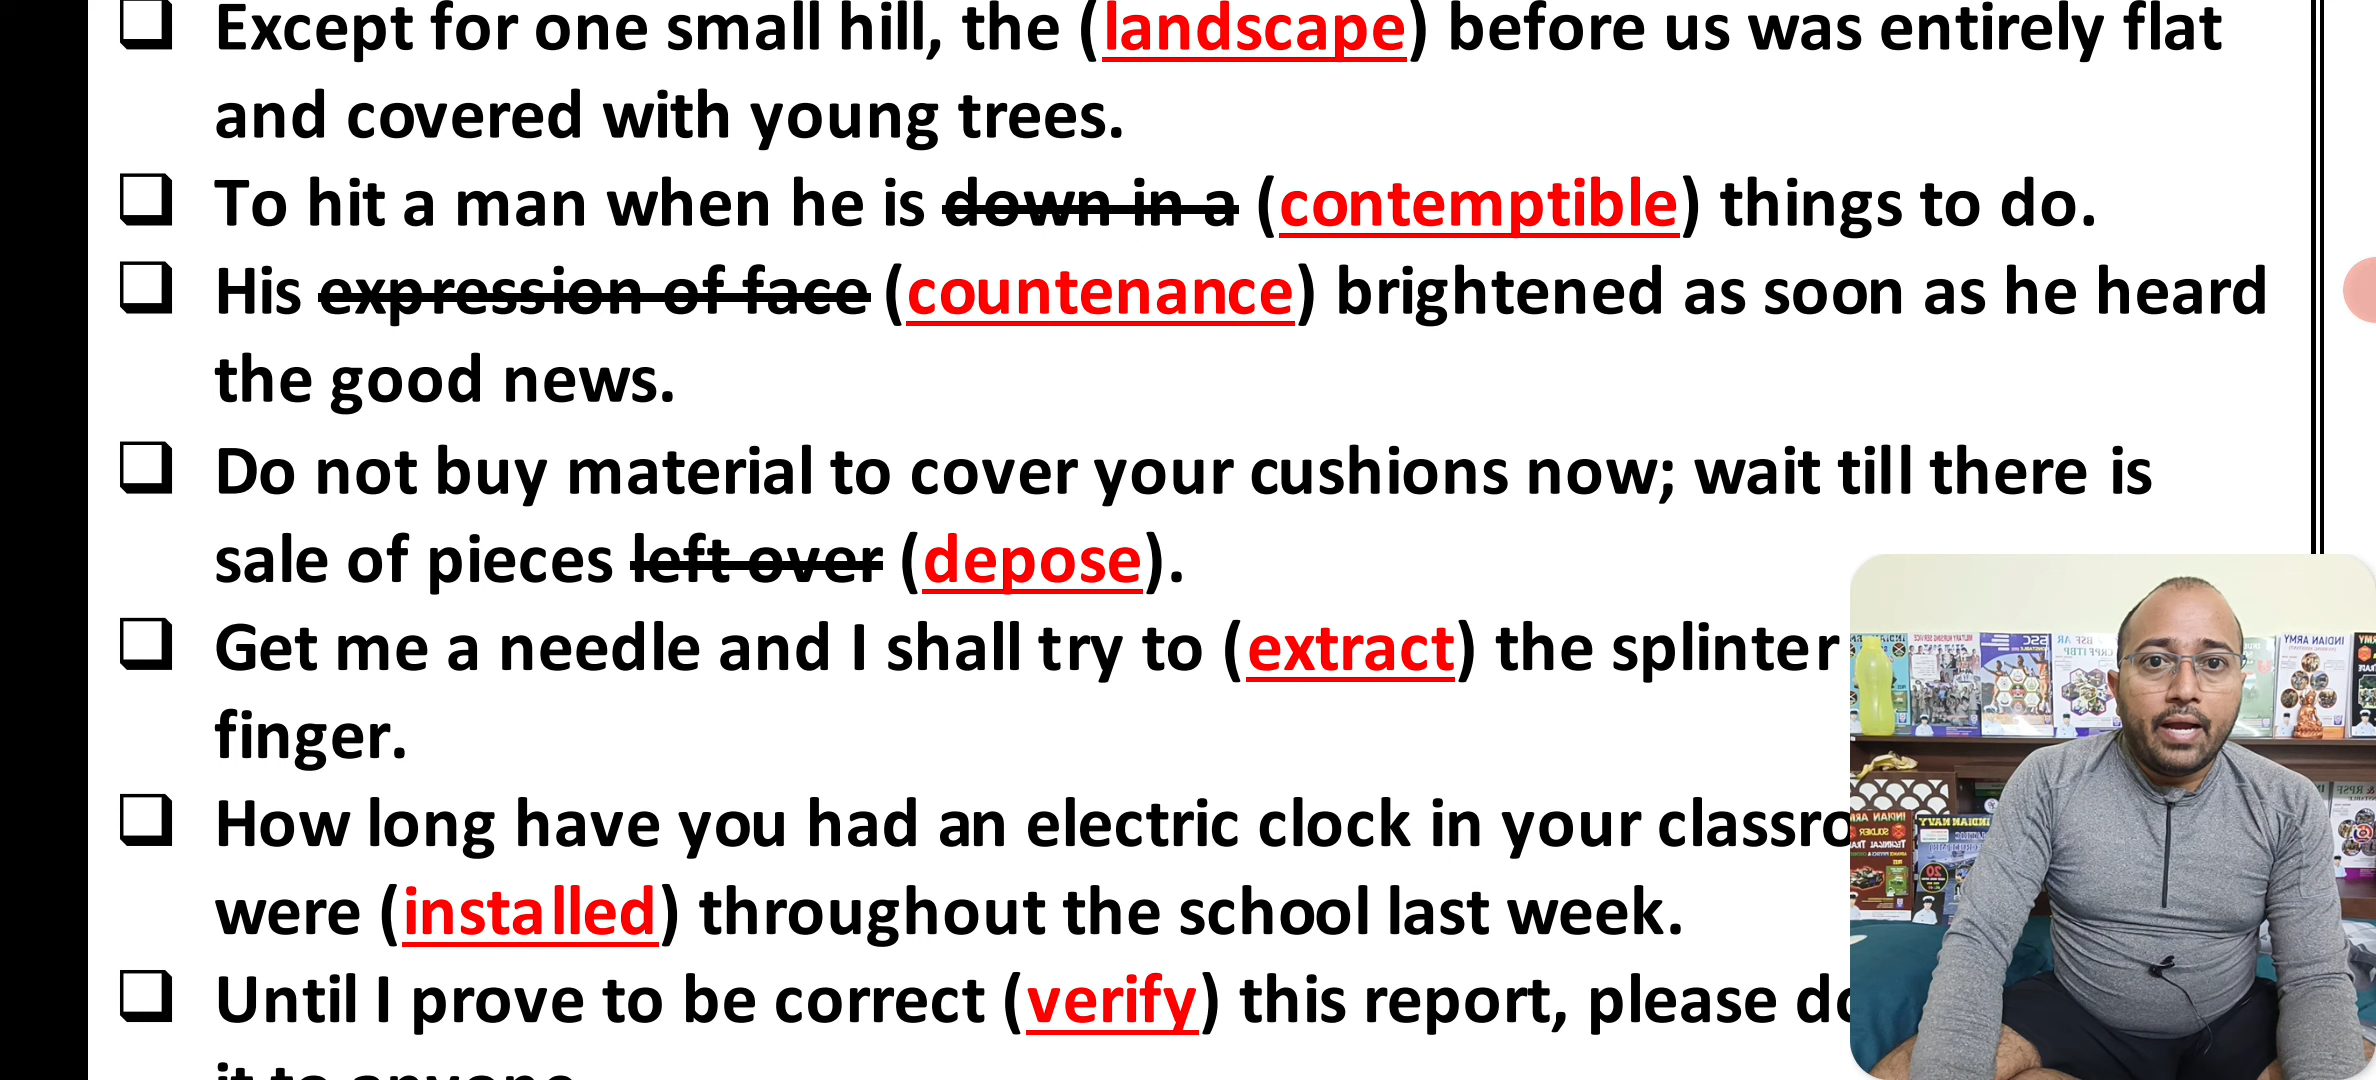 Except for one small hill, the (landscape) before us was entirely flat
and covered with young trees.
To hit a man when he is down in a (contemptible) things to do.
His expression of face (countenance) brightened as soon as he heard
the good news.
Do not buy material to cover your cushions now; wait till there is
sale of pieces left over (depose).
Get me a needle and I shall try to (extract) the splinter
finger.
How long have you had an electric clock in your classro
were (installed) throughout the school last week.
Until I prove to be correct (verify) this report, please do
it to anyone